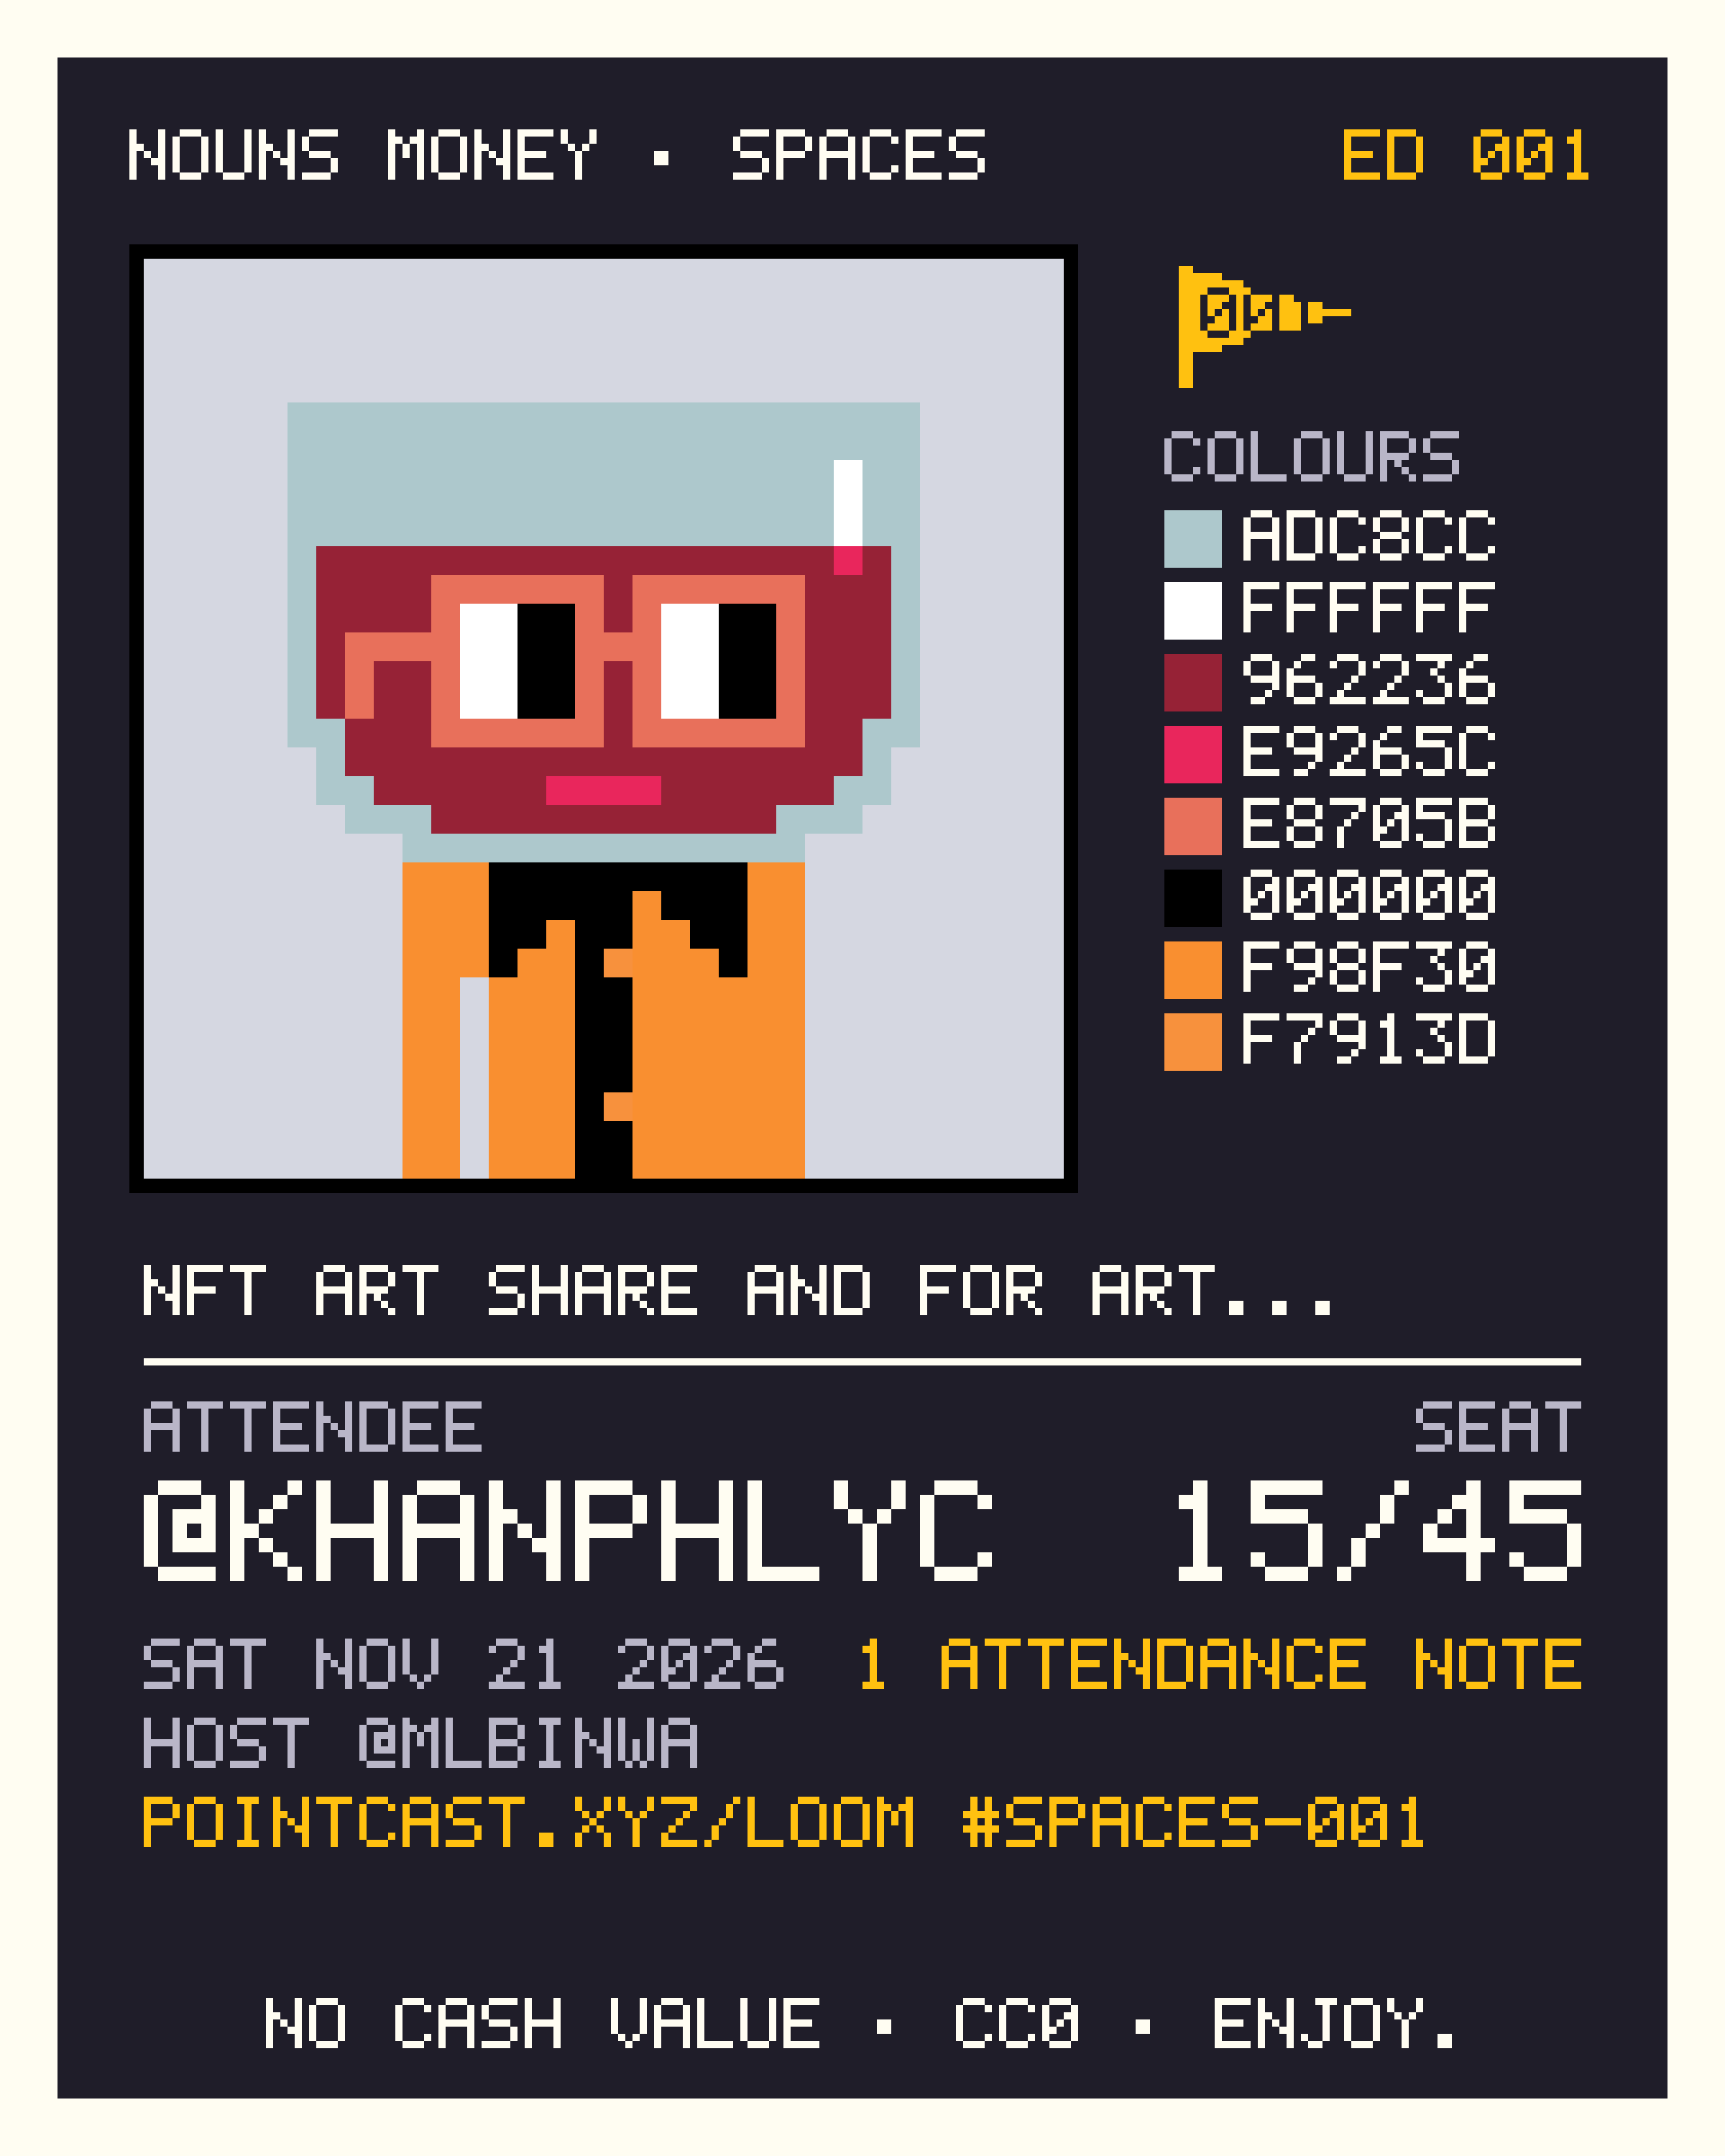 NOUNS MONEY · SPACES
ED 001
COLOURS
ADC8CC
FFFFFF
962236
E9265C
E8705B
000000
F98F30
F7913D
NFT ART SHARE AND FOR ART...
ATTENDEE
SEAT
@KHANPHLYC
15/45
SAT NOV 21 2026
1 ATTENDANCE NOTE
HOST @MLBINWA
POINTCAST.XYZ/LOOM #SPACES-001
NO CASH VALUE · CC0 · ENJOY.